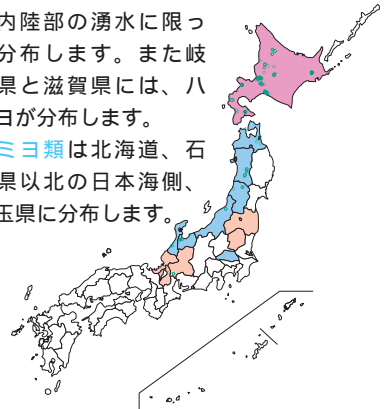 内陸部の湧水に限っ
分布します。また岐
県と滋賀県には、八
ヨが分布します。
ミヨ類は北海道、石
県以北の日本海側、
玉県に分布します。